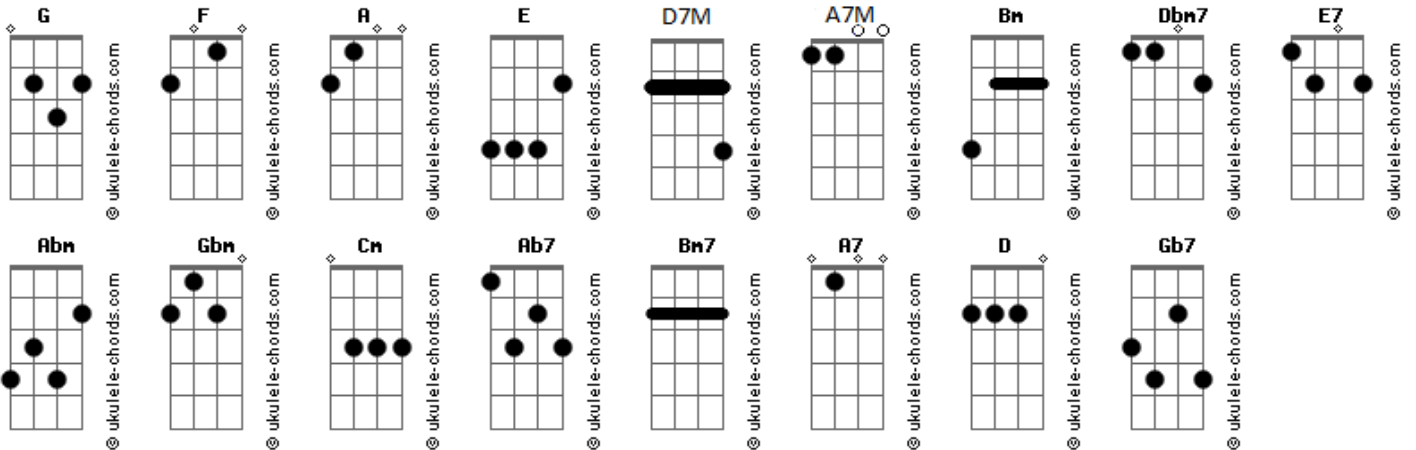 G F A E D7M A7M Bm Dbm7 E7
© ukulele-chords.com © ukulele-chords.com © ukulele-chords.com © ukulele-chords.com © ukulele-chords.com © ukulele-chords.com © ukulele-chords.com © ukulele-chords.com © ukulele-chords.com
Abm Gbm Cm Ab7 Bm7 A7 D Gb7
© ukulele-chords.com © ukulele-chords.com © ukulele-chords.com © ukulele-chords.com © ukulele-chords.com © ukulele-chords.com © ukulele-chords.com © ukulele-chords.com